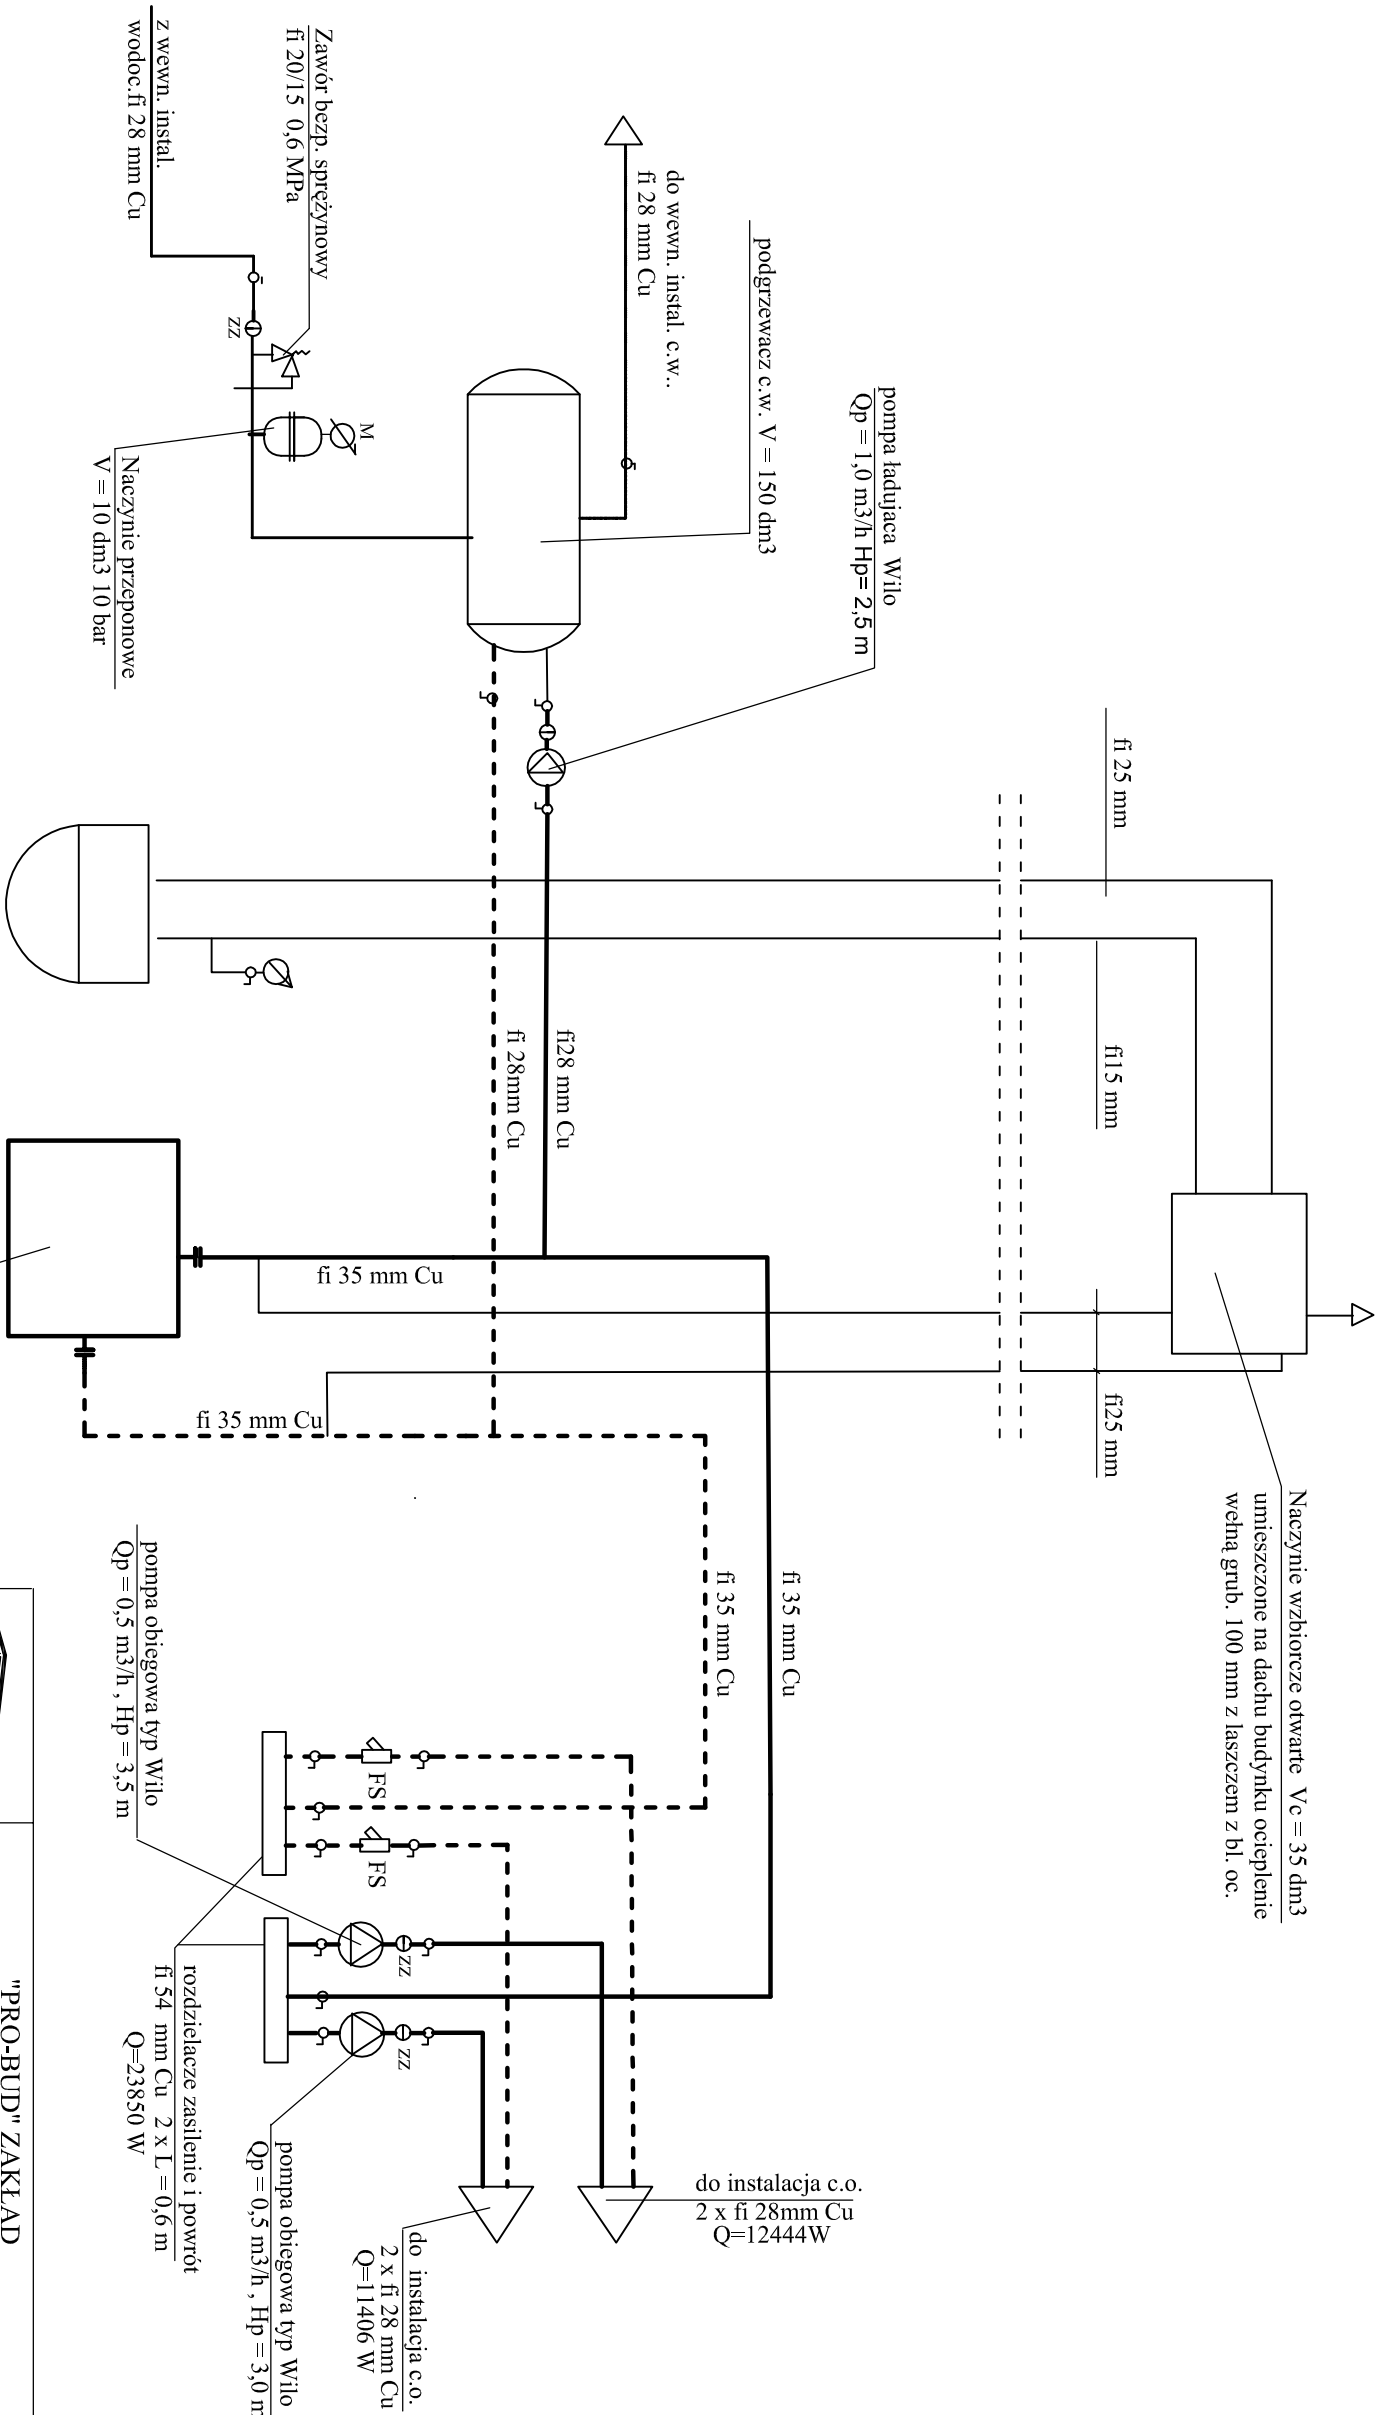 z wewn. instal.
wodoc.fi 28 mm Cu
Zawór bezp. sprężynowy
fi 20/15 0,6 MPa
zz
M
Naczynie przeponowe
V = 10 dm3 10 bar
do wewn. instal. c.w..
fi 28 mm Cu
podgrzewacz c.w. V = 150 dm3
pompa ładujaca Wilo
Qp = 1,0 m3/h Hp= 2,5 m
fi 25 mm
fi15 mm
fi25 mm
fi28 mm Cu
fi 28mm Cu
fi 35 mm Cu
fi 35 mm Cu
Naczynie wzbiorcze otwarte Vc = 35 dm3
umieszczone na dachu budynku ocieplenie
wełną grub. 100 mm z laszczem z bl. oc.
fi 35 mm Cu
fi 35 mm Cu
pompa obiegowa typ Wilo
Qp = 0,5 m3/h , Hp = 3,5 m
FS
FS
zz
zz
rozdzielacze zasilenie i powrót
fi 54 mm Cu 2 x L = 0,6 m
Q=23850 W
pompa obiegowa typ Wilo
Qp = 0,5 m3/h , Hp = 3,0 m
do instalacja c.o.
2 x fi 28mm Cu
Q=12444W
do instalacja c.o.
2 x fi 28 mm Cu
Q=11406 W
"PRO-BUD" ZAKŁAD